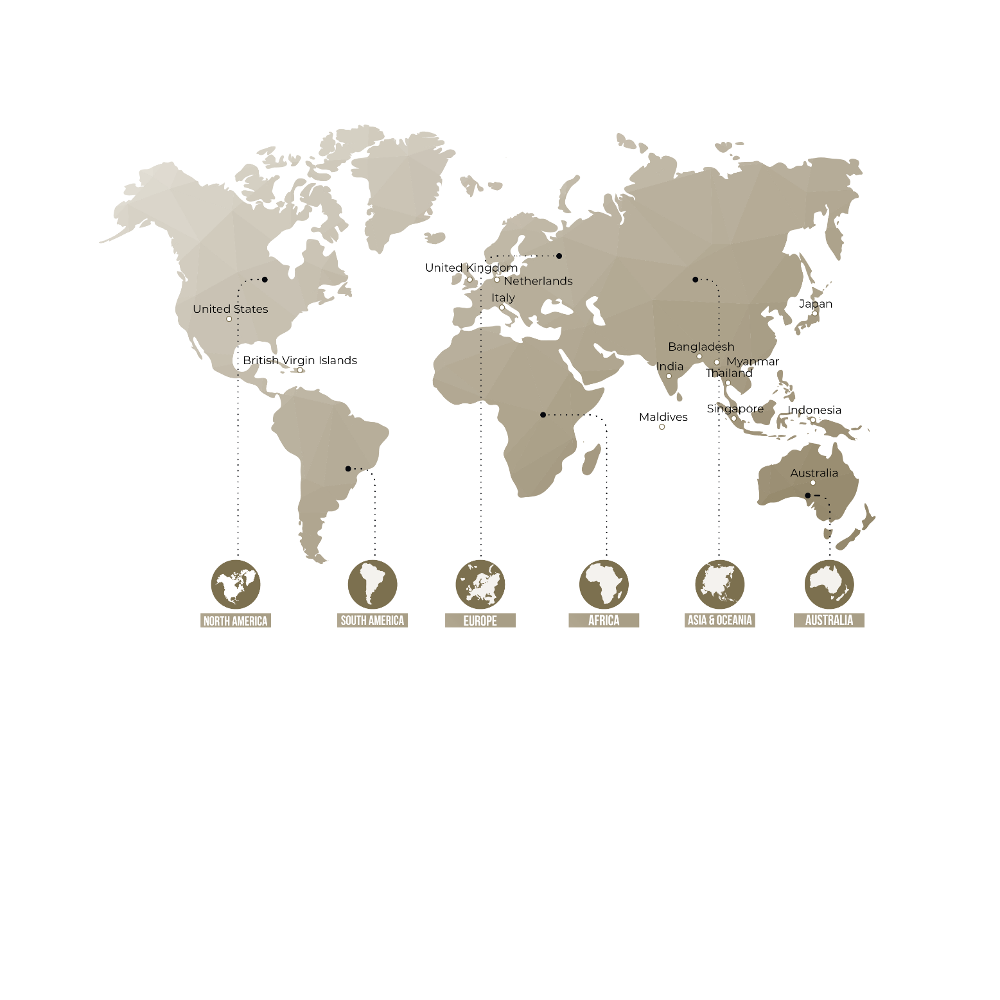 United Kingdom
Netherlands
Italy
United States
Japan
Bangladesh
British Virgin Islands
Myanmar
India
Thailand
Singapore
Indonesia
Maldives
Australia
NORTH AMERICA
SOUTH AMERICA
EUROPE
AFRICA
ASIA & OCEANIA
AUSTRALIA